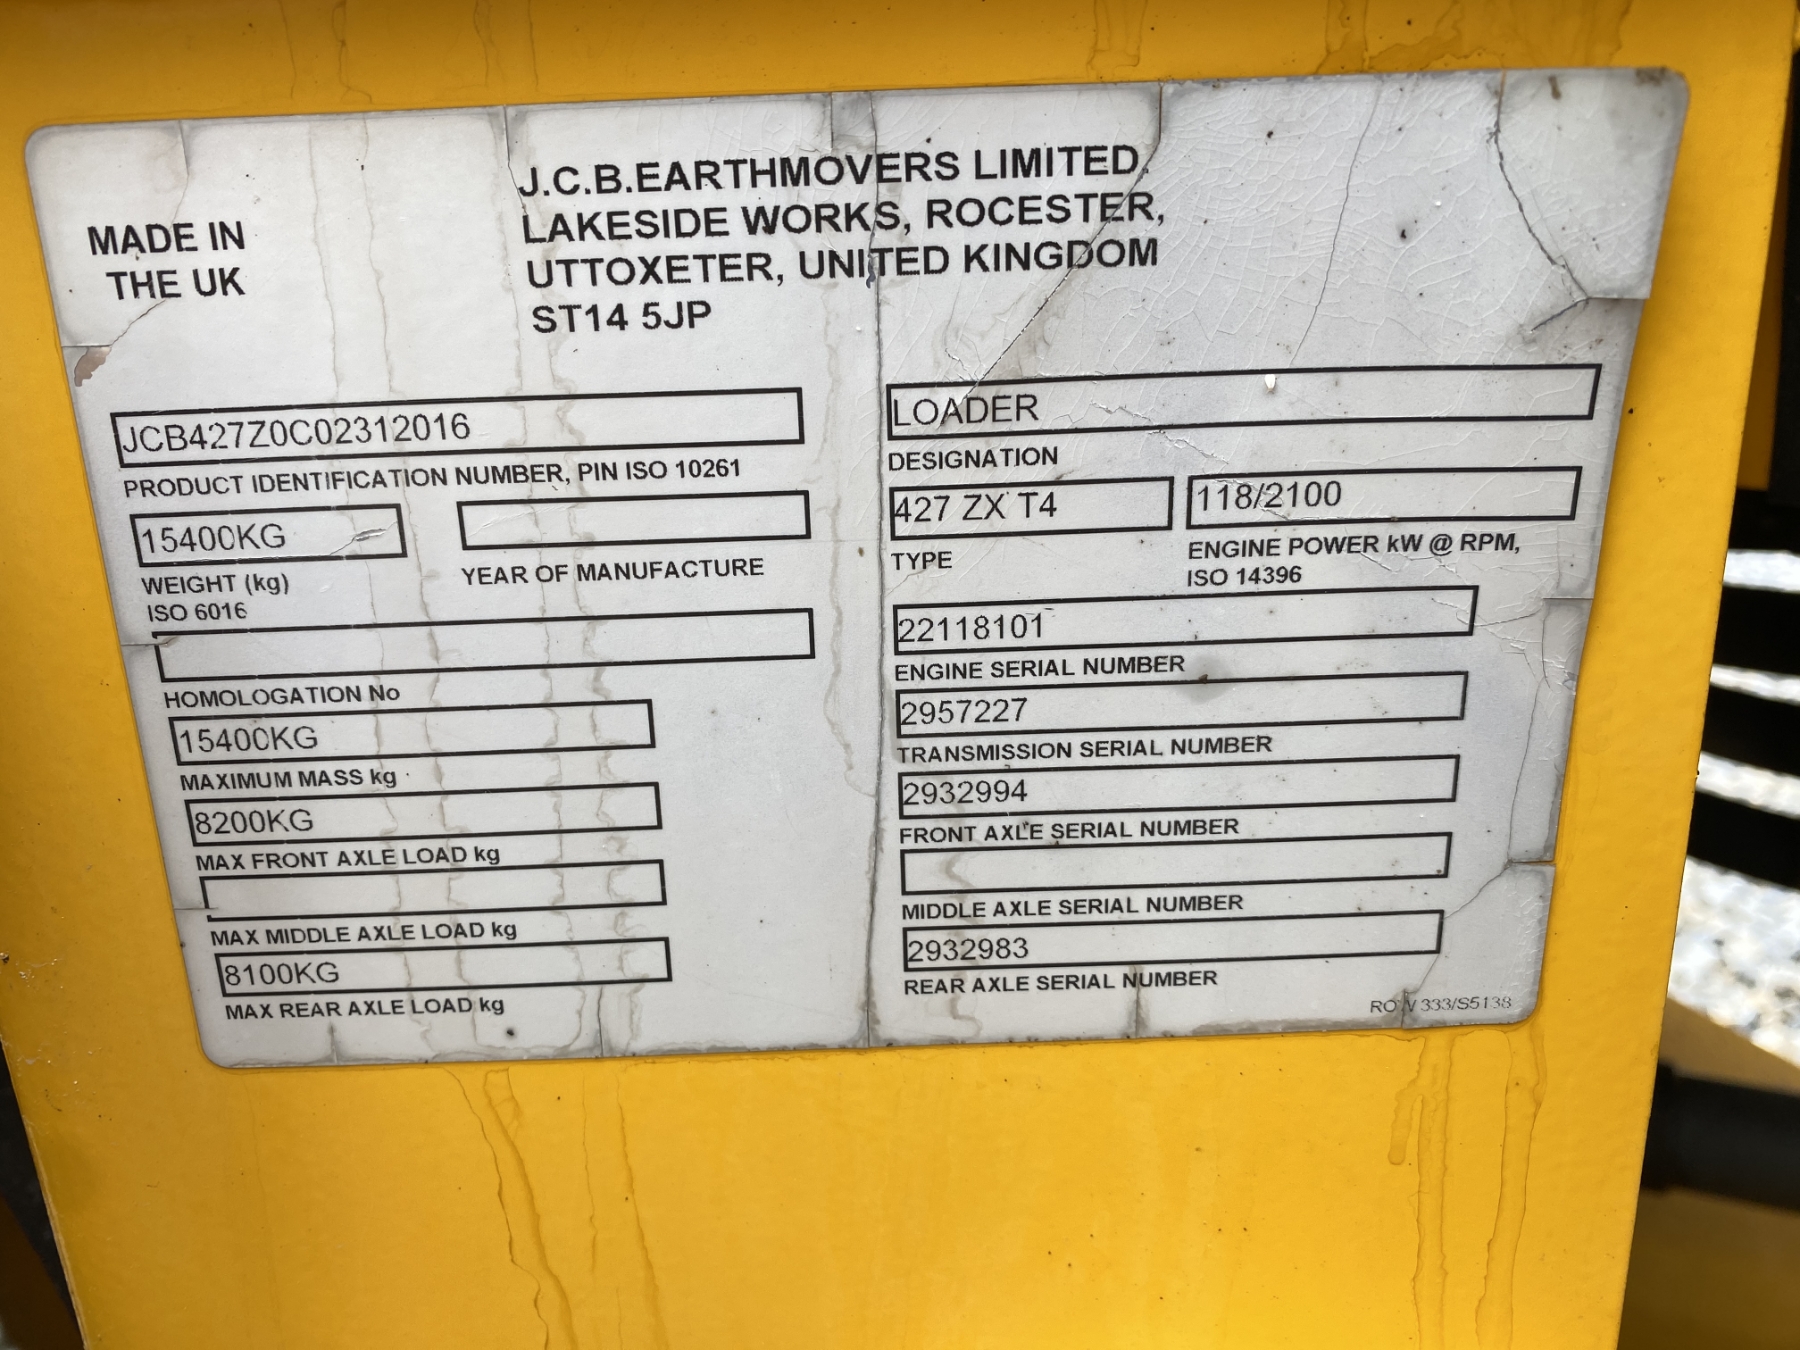 MADE IN
THE UK
J.C.B.EARTHMOVERS LIMITED.
LAKESIDE WORKS, ROCESTER,
UTTOXETER, UNITED KINGDOM
ST14 5JP
JCB427Z0C02312016
PRODUCT IDENTIFICATION NUMBER, PIN ISO 10261
15400KG
WEIGHT (kg)
ISO 6016
YEAR OF MANUFACTURE
HOMOLOGATION No
15400KG
MAXIMUM MASS kg
8200KG
MAX FRONT AXLE LOAD kg
MAX MIDDLE AXLE LOAD kg
8100KG
MAX REAR AXLE LOAD kg
LOADER
DESIGNATION
427 ZX T4
TYPE
118/2100
ENGINE POWER kW @ RPM,
ISO 14396
22118101
ENGINE SERIAL NUMBER
2957227
TRANSMISSION SERIAL NUMBER
2932994
FRONT AXLE SERIAL NUMBER
MIDDLE AXLE SERIAL NUMBER
2932983
REAR AXLE SERIAL NUMBER
ROW 333/S5138